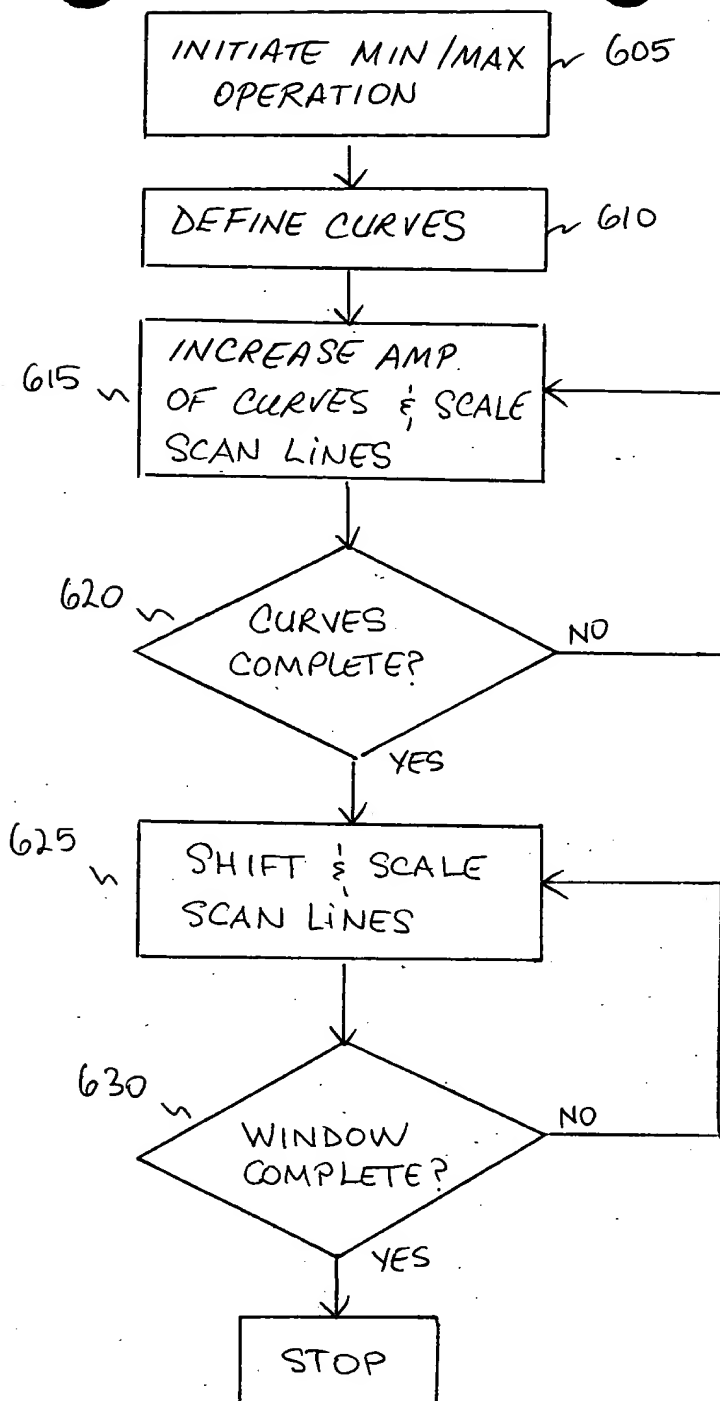 INITIATE MIN/MAX
OPERATION
605
DEFINE CURVES
610
615
INCREASE AMP.
OF CURVES & SCALE
SCAN LINES
620
CURVES
COMPLETE?
NO
YES
625
SHIFT & SCALE
SCAN LINES
630
WINDOW
COMPLETE?
NO
YES
STOP